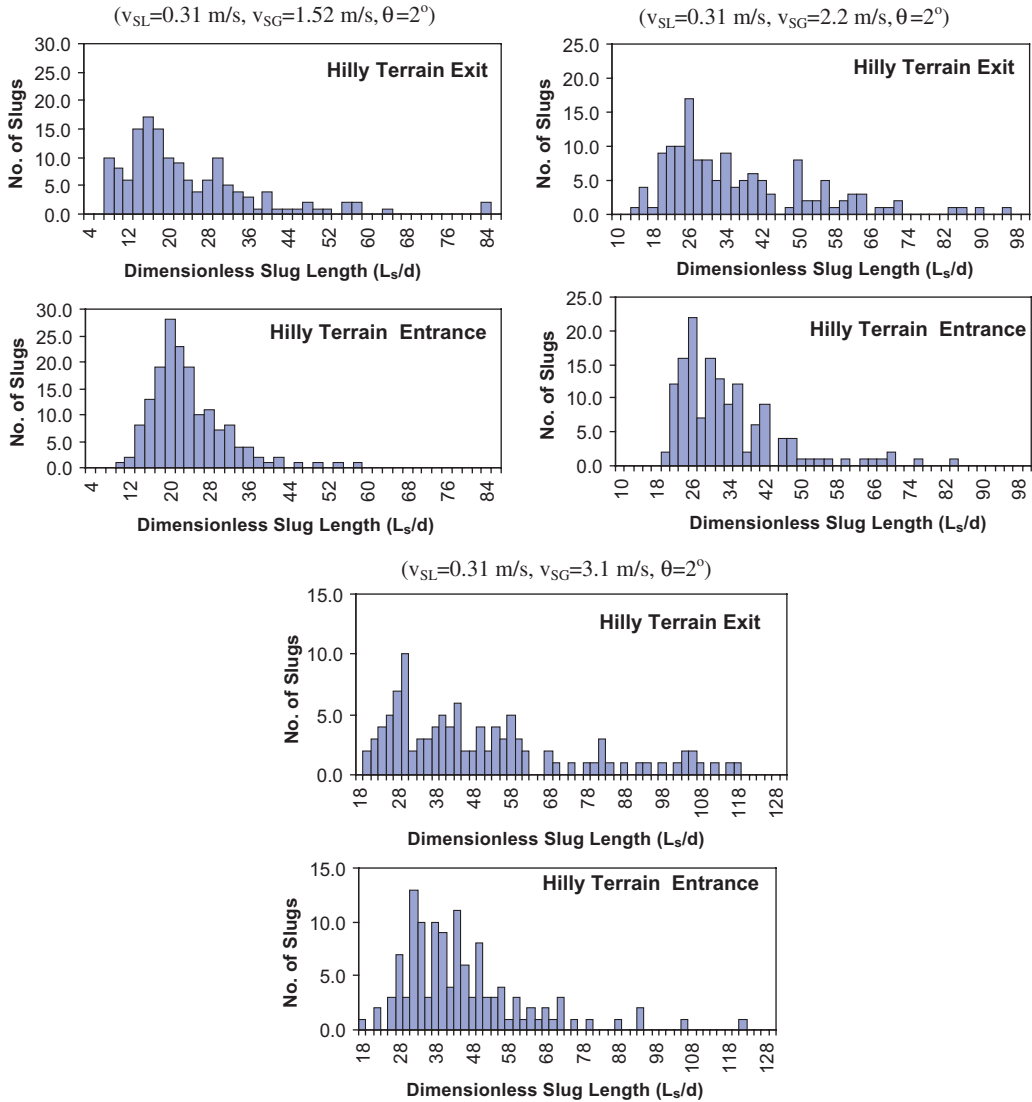 (vSL=0.31 m/s, vSG=1.52 m/s, θ=2o)
30.0
25.0
20.0
15.0
10.0
5.0
0.0
No. of Slugs
Hilly Terrain Exit
4 12 20 28 36 44 52 60 68 76 84
Dimensionless Slug Length (Ls/d)
30.0
25.0
20.0
15.0
10.0
5.0
0.0
No. of Slugs
Hilly Terrain Entrance
4 12 20 28 36 44 52 60 68 76 84
Dimensionless Slug Length (Ls/d)
(vSL=0.31 m/s, vSG=2.2 m/s, θ=2o)
25.0
20.0
15.0
10.0
5.0
0.0
No. of Slugs
Hilly Terrain Exit
10 18 26 34 42 50 58 66 74 82 90 98
Dimensionless Slug Length (Ls/d)
25.0
20.0
15.0
10.0
5.0
0.0
No. of Slugs
Hilly Terrain Entrance
10 18 26 34 42 50 58 66 74 82 90 98
Dimensionless Slug Length (Ls/d)
(vSL=0.31 m/s, vSG=3.1 m/s, θ=2o)
15.0
10.0
5.0
0.0
No. of Slugs
Hilly Terrain Exit
18 28 38 48 58 68 78 88 98 108 118 128
Dimensionless Slug Length (Ls/d)
15.0
10.0
5.0
0.0
No. of Slugs
Hilly Terrain Entrance
18 28 38 48 58 68 78 88 98 108 118 128
Dimensionless Slug Length (Ls/d)